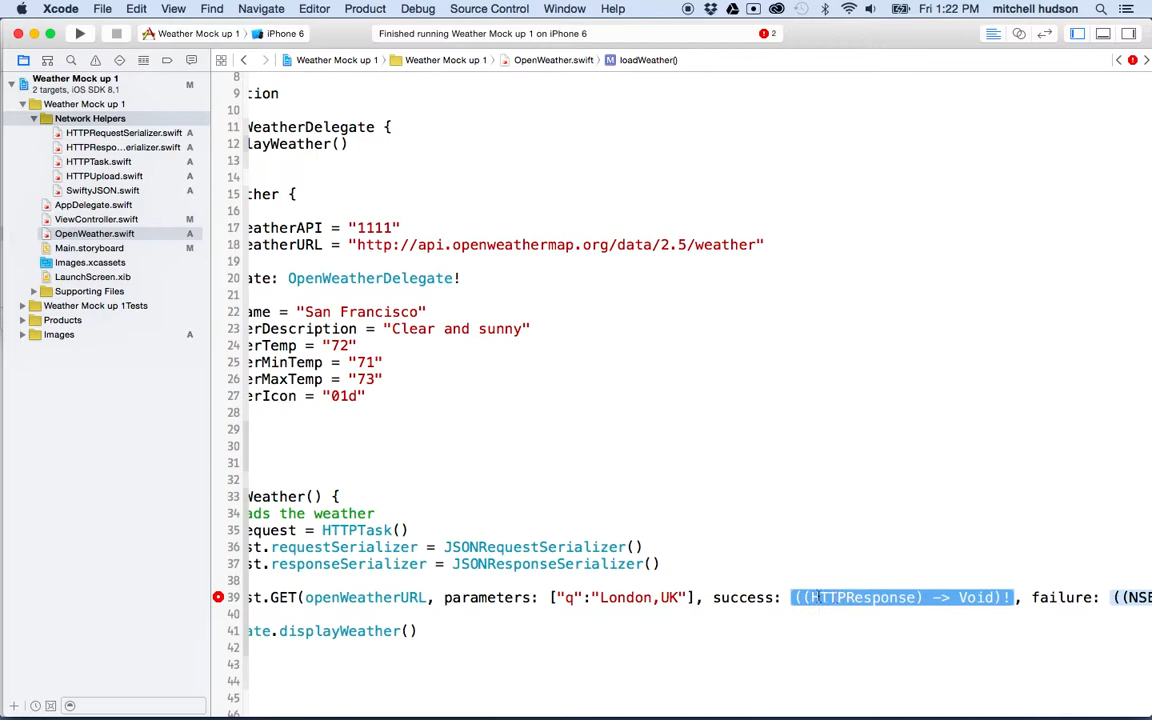 Xcode File Edit View Find Navigate Editor Product Debug Source Control Window Help Fri 1:22 PM mitchell hudson
Weather Mock up 1 iPhone 6 Finished running Weather Mock up 1 on iPhone 6 2
Weather Mock up 1 Weather Mock up 1 OpenWeather.swift M loadWeather()
Weather Mock up 1 M
2 targets, iOS SDK 8.1
Weather Mock up 1
Network Helpers
HTTPRequestSerializer.swift A
HTTPRespo...erializer.swift A
HTTPTask.swift A
HTTPUpload.swift A
SwiftyJSON.swift A
AppDelegate.swift
ViewController.swift M
OpenWeather.swift A
Main.storyboard M
Images.xcassets
LaunchScreen.xib
Supporting Files
Weather Mock up 1Tests
Products
Images A
8
9 tion
10
11 WeatherDelegate {
12 layWeather()
13
14
15 ther {
16
17 eatherAPI = "1111"
18 eatherURL = "http://api.openweathermap.org/data/2.5/weather"
19
20 ate: OpenWeatherDelegate!
21
22 ame = "San Francisco"
23 erDescription = "Clear and sunny"
24 erTemp = "72"
25 erMinTemp = "71"
26 erMaxTemp = "73"
27 erIcon = "01d"
28
29
30
31
32
33 Weather() {
34 ads the weather
35 equest = HTTPTask()
36 st.requestSerializer = JSONRequestSerializer()
37 st.responseSerializer = JSONResponseSerializer()
38
39 st.GET(openWeatherURL, parameters: ["q":"London,UK"], success: ((HTTPResponse) -> Void)!, failure: ((NSE
40
41 ate.displayWeather()
42
43
44
45
46